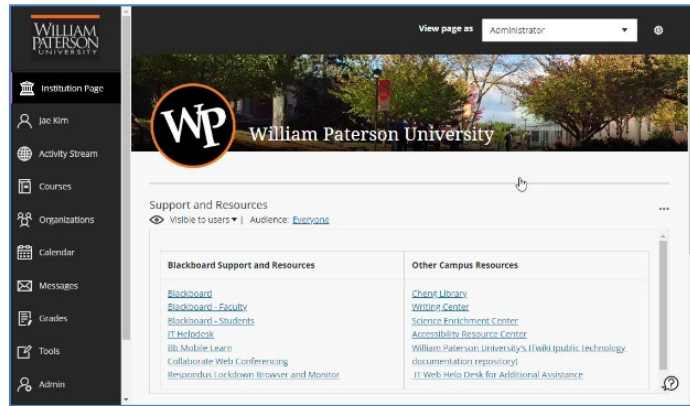 WILLIAM
PATERSON
UNIVERSITY
Institution Page
Jae Kim
Activity Stream
Courses
Organizations
Calendar
Messages
Grades
Tools
Admin
View page as
Administrator
WP
William Paterson University
Support and Resources
Visible to users | Audience: Everyone
Blackboard Support and Resources
Blackboard
Blackboard - Faculty
Blackboard - Students
IT Helpdesk
Bb Mobile Learn
Collaborate Web Conferencing
Respondus Lockdown Browser and Monitor
Other Campus Resources
Cheng Library
Writing Center
Science Enrichment Center
Accessibility Resource Center
William Paterson University's ITwiki (public technology
documentation repository)
IT Web Help Desk for Additional Assistance